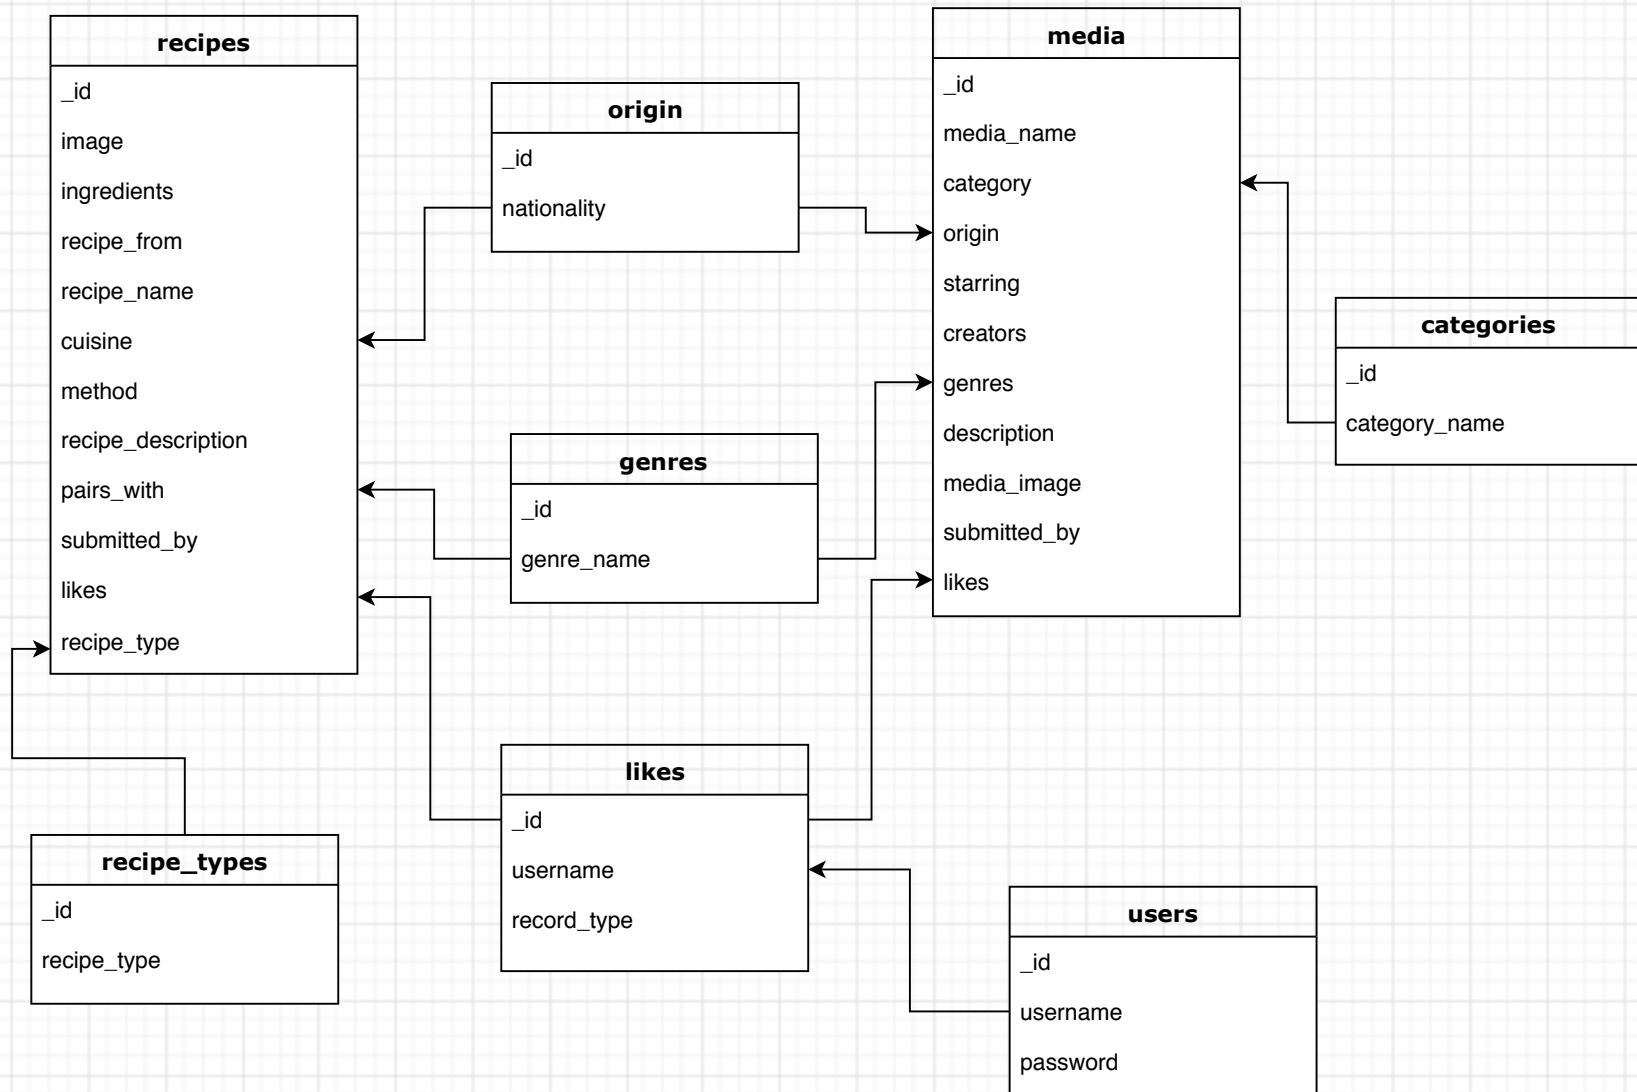 recipes
_id
image
ingredients
recipe_from
recipe_name
cuisine
method
recipe_description
pairs_with
submitted_by
likes
recipe_type
origin
_id
nationality
genres
_id
genre_name
media
_id
media_name
category
origin
starring
creators
genres
description
media_image
submitted_by
likes
categories
_id
category_name
recipe_types
_id
recipe_type
likes
_id
username
record_type
users
_id
username
password